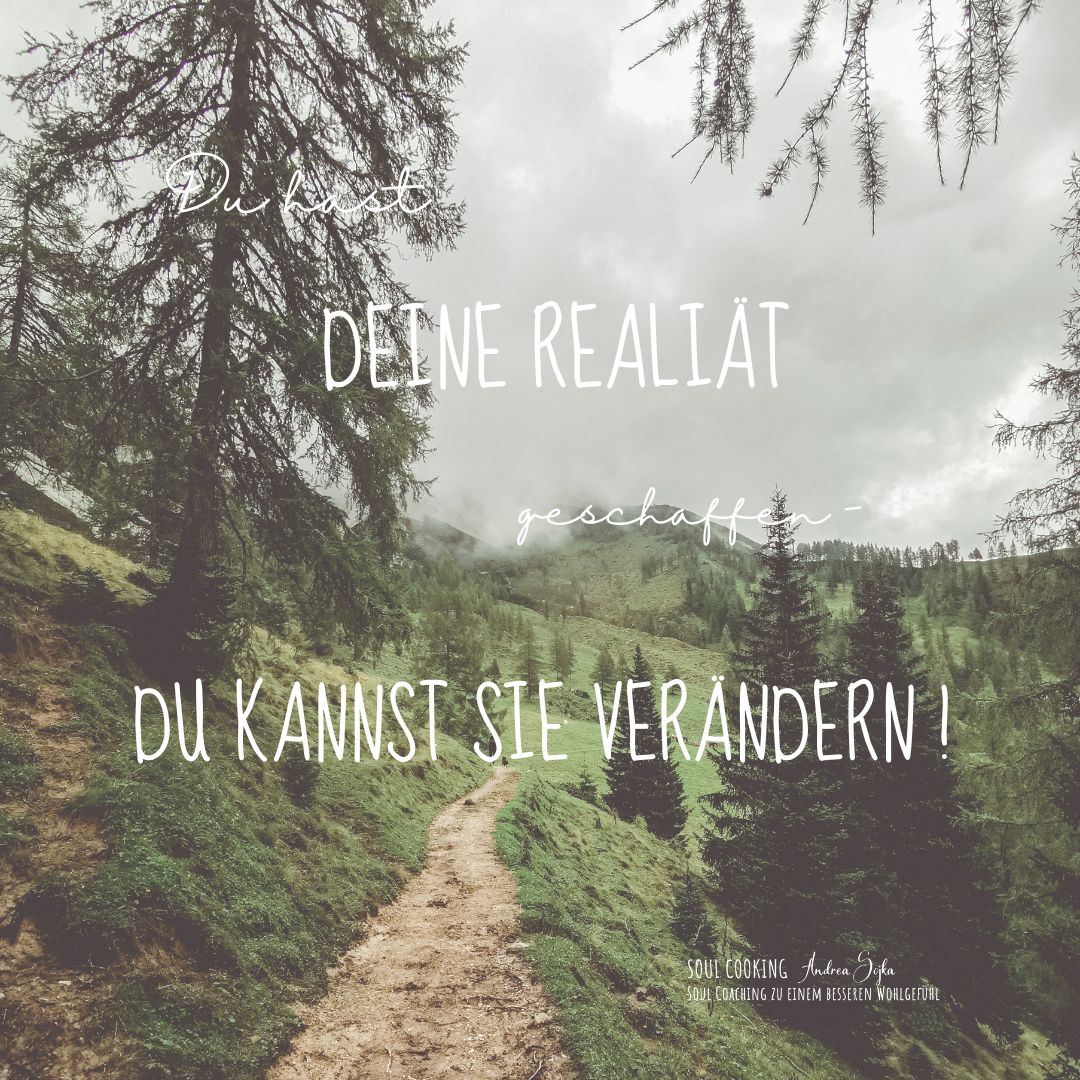 Du hast
DEINE REALIÄT
geschaffen-
DU KANNST SIE VERÄNDERN !
SOUL COOKING Andrea Sojka
SOUL COACHING ZU EINEM BESSEREN WOHLGEFÜHL